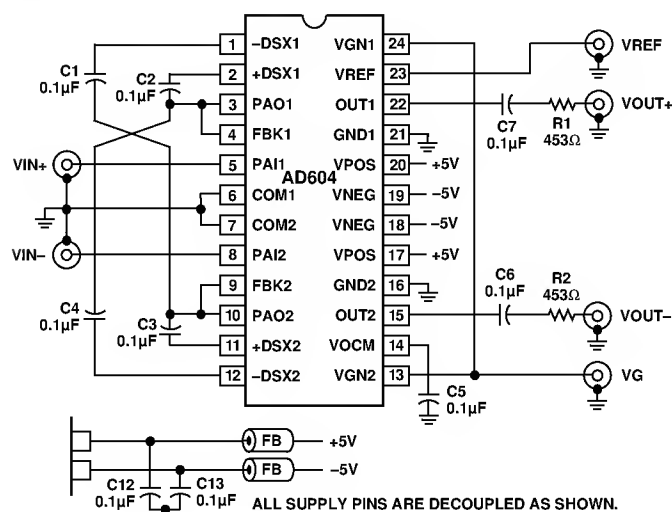 C1
0.1µF
C2
0.1µF
1 –DSX1
2 +DSX1
3 PAO1
4 FBK1
5 PAI1
6 COM1
7 COM2
8 PAI2
9 FBK2
10 PAO2
11 +DSX2
12 –DSX2
AD604
VGN1 24
VREF 23
OUT1 22
GND1 21
VPOS 20 +5V
VNEG 19 –5V
VNEG 18 –5V
VPOS 17 +5V
GND2 16
OUT2 15
VOCM 14
VGN2 13
VREF
VOUT+
C7
0.1µF
R1
453Ω
VIN+
VIN–
C4
0.1µF
C3
0.1µF
C6
0.1µF
R2
453Ω
VOUT–
C5
0.1µF
VG
FB +5V
FB –5V
C12
0.1µF
C13
0.1µF
ALL SUPPLY PINS ARE DECOUPLED AS SHOWN.